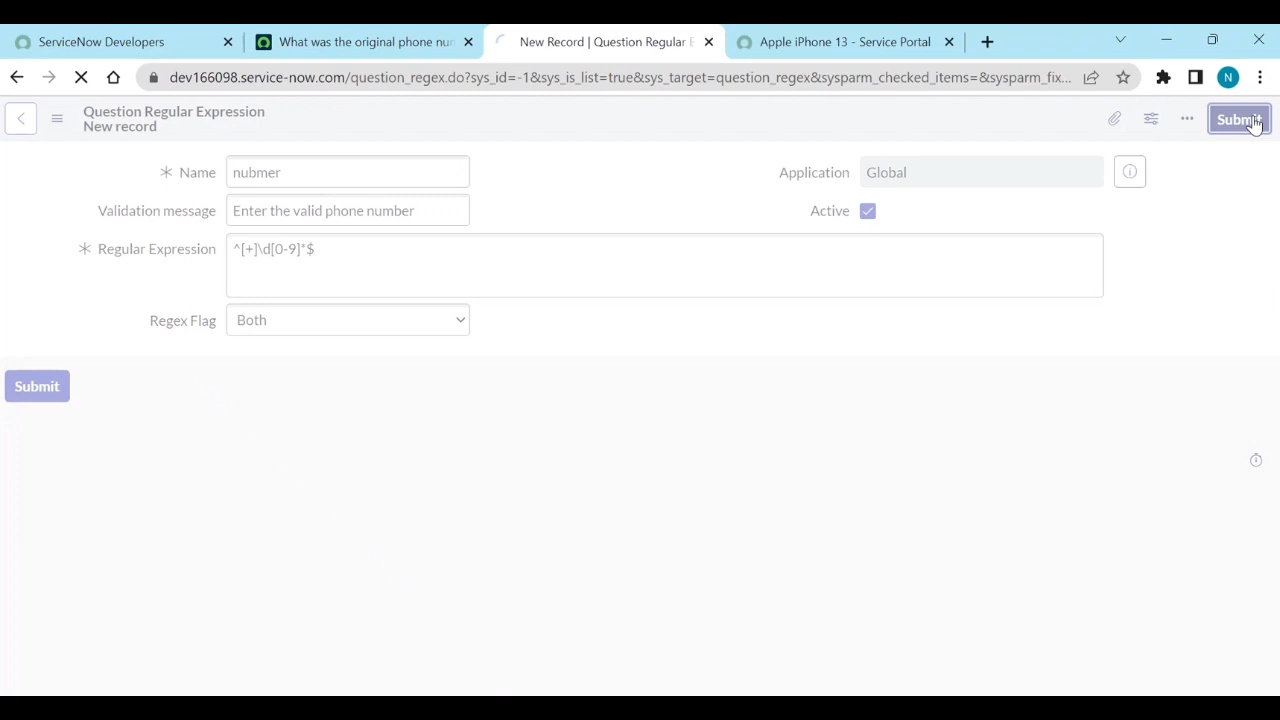 ServiceNow Developers
What was the original phone nun
New Record | Question Regular E
Apple iPhone 13 - Service Portal
dev166098.service-now.com/question_regex.do?sys_id=-1&sys_is_list=true&sys_target=question_regex&sysparm_checked_items=&sysparm_fix...
N
Question Regular Expression
New record
Submit
Name
nubmer
Application
Global
Validation message
Enter the valid phone number
Active
Regular Expression
^[+]\d[0-9]*$
Regex Flag
Both
Submit